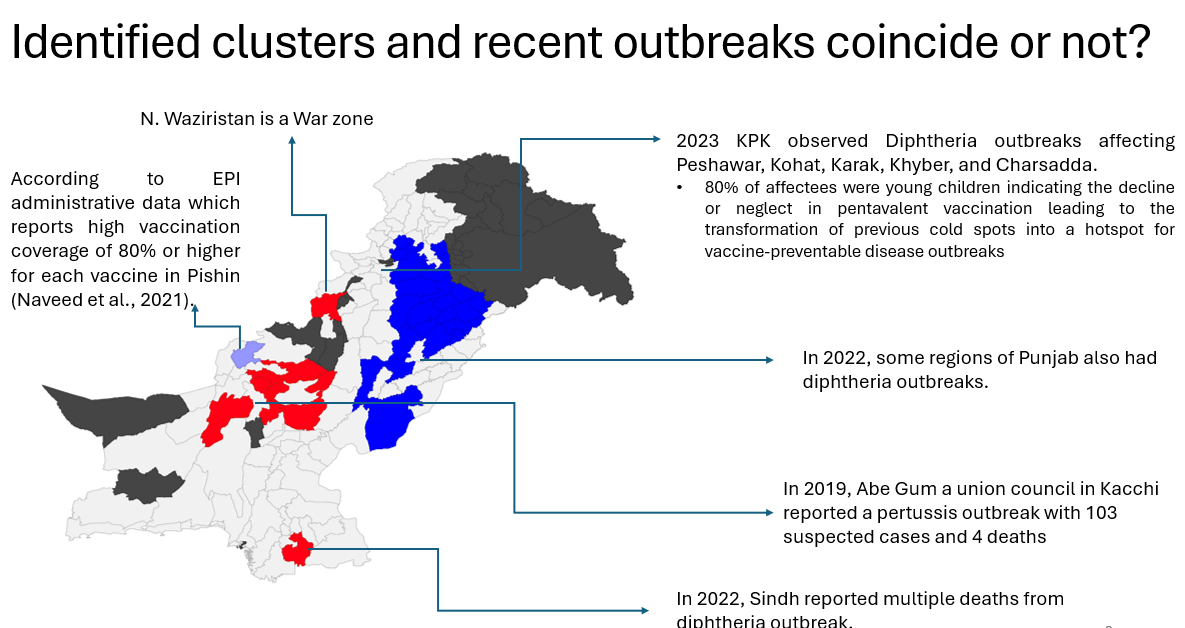 Identified clusters and recent outbreaks coincide or not?
N. Waziristan is a War zone
According to EPI
administrative data which
reports high vaccination
coverage of 80% or higher
for each vaccine in Pishin
(Naveed et al., 2021).
2023 KPK observed Diphtheria outbreaks affecting
Peshawar, Kohat, Karak, Khyber, and Charsadda.
• 80% of affectees were young children indicating the decline
or neglect in pentavalent vaccination leading to the
transformation of previous cold spots into a hotspot for
vaccine-preventable disease outbreaks
In 2022, some regions of Punjab also had
diphtheria outbreaks.
In 2019, Abe Gum a union council in Kacchi
reported a pertussis outbreak with 103
suspected cases and 4 deaths
In 2022, Sindh reported multiple deaths from
diphtheria outbreak.